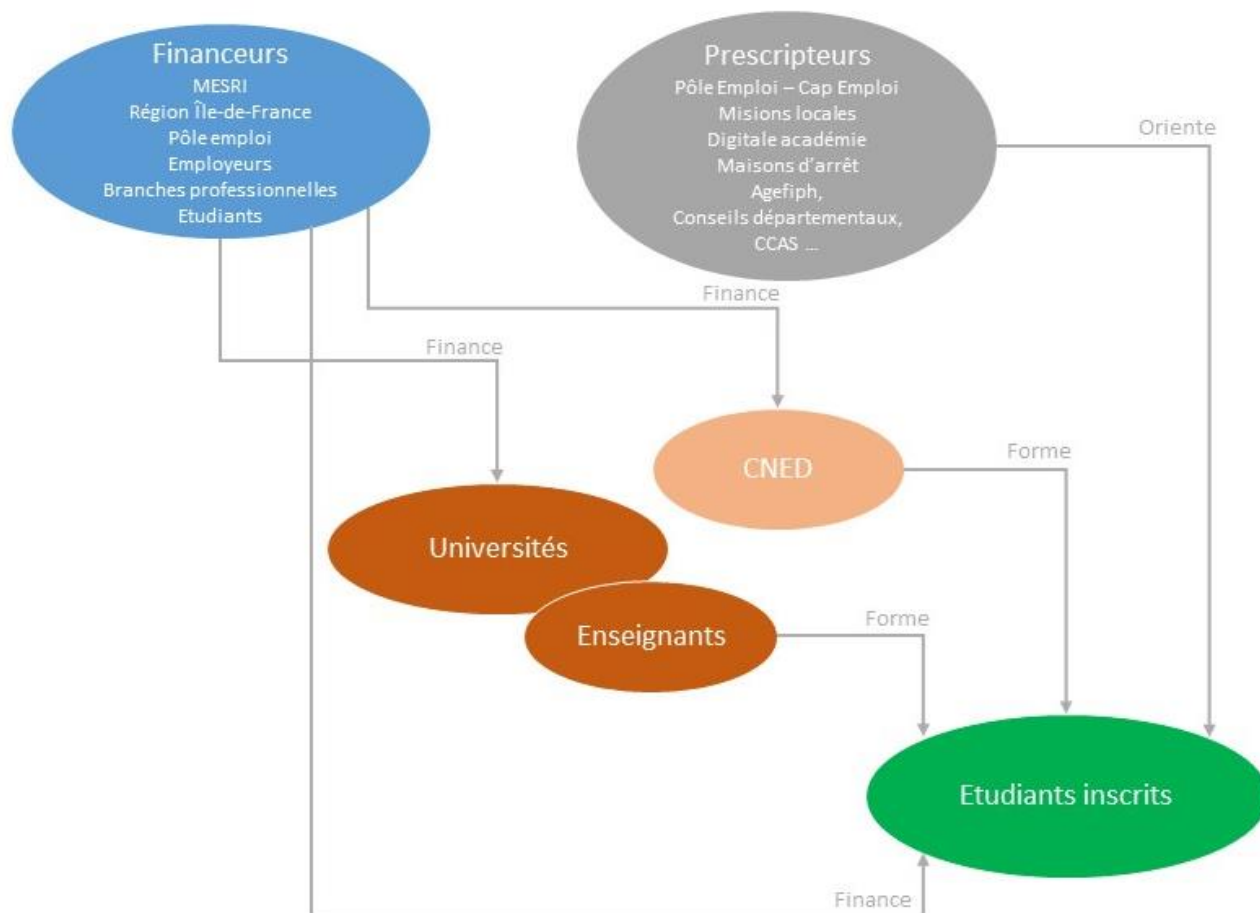 Financeurs
MESRI
Région Île-de-France
Pôle emploi
Employeurs
Branches professionnelles
Etudiants
Prescripteurs
Pôle Emploi – Cap Emploi
Misions locales
Digitale académie
Maisons d'arrêt
Agefiph,
Conseils départementaux,
CCAS ...
Oriente
Finance
Finance
CNED
Forme
Universités
Enseignants
Forme
Etudiants inscrits
Finance